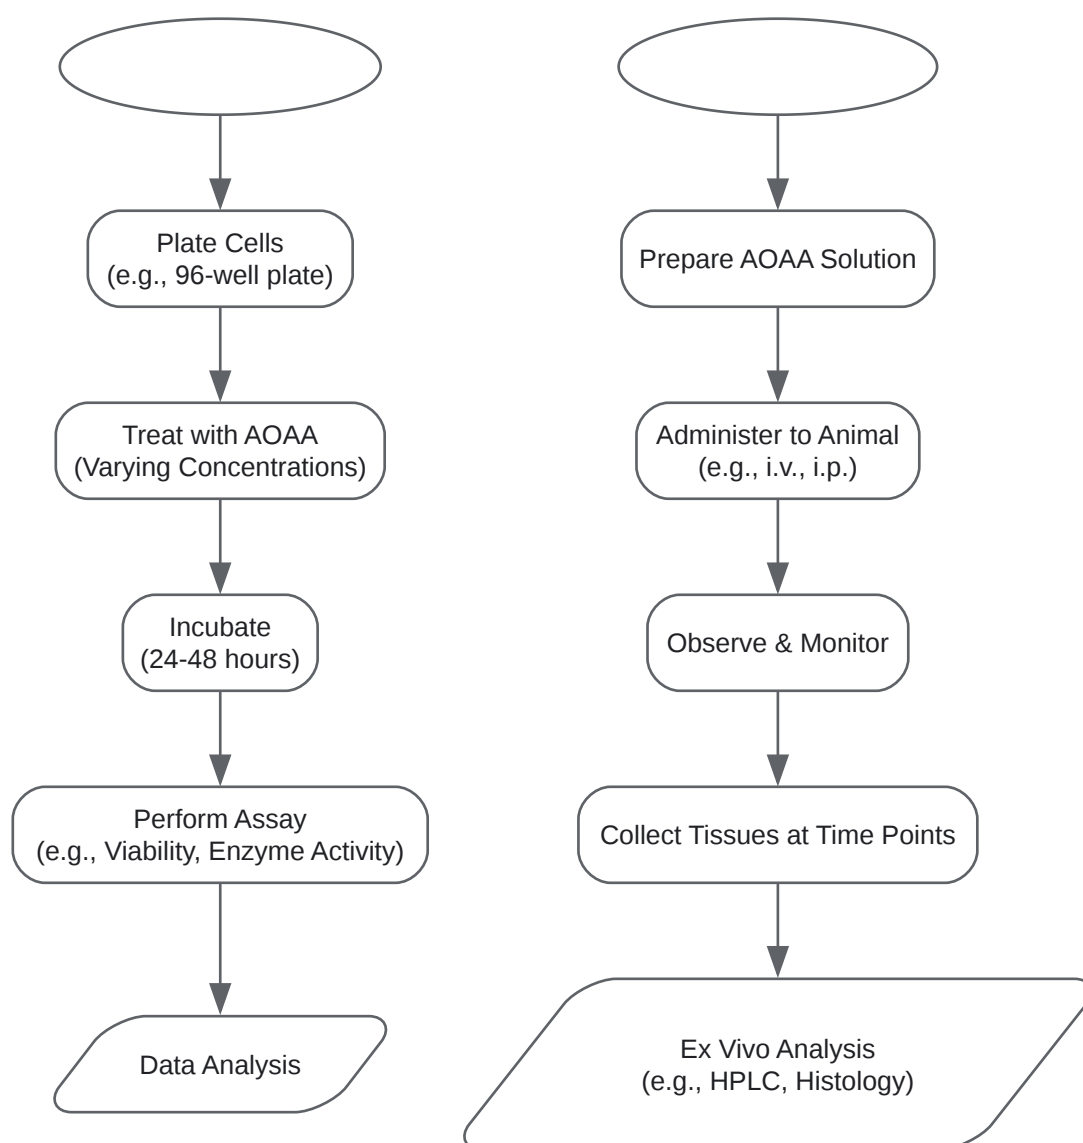 Plate Cells
(e.g., 96-well plate)
Treat with AOAA
(Varying Concentrations)
Incubate
(24-48 hours)
Perform Assay
(e.g., Viability, Enzyme Activity)
Data Analysis
Prepare AOAA Solution
Administer to Animal
(e.g., i.v., i.p.)
Observe & Monitor
Collect Tissues at Time Points
Ex Vivo Analysis
(e.g., HPLC, Histology)